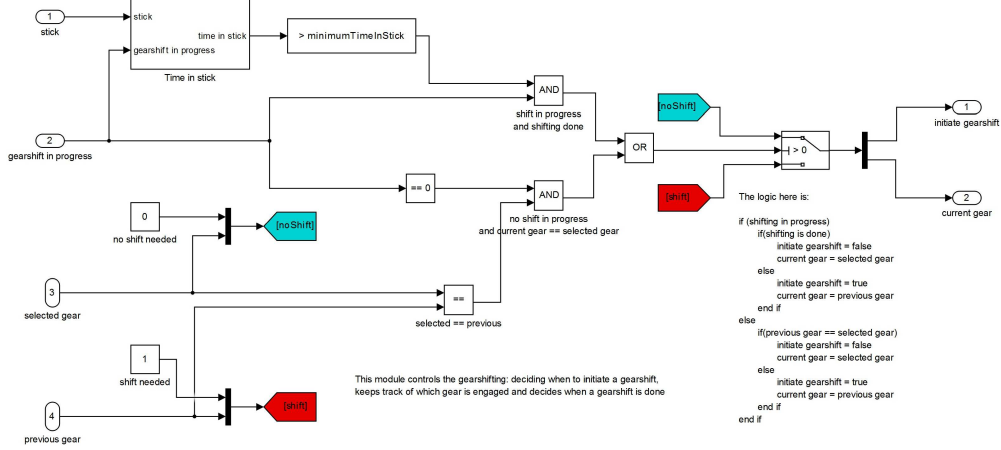 1
stick
stick
gearshift in progress
time in stick
Time in stick
> minimumTimeInStick
2
gearshift in progress
AND
shift in progress
and shifting done
== 0
AND
no shift in progress
and current gear == selected gear
OR
[noShift]
[shift]
> 0
1
initiate gearshift
2
current gear
0
no shift needed
[noShift]
3
selected gear
==
selected == previous
1
shift needed
[shift]
4
previous gear
This module controls the gearshifting: deciding when to initiate a gearshift,
keeps track of which gear is engaged and decides when a gearshift is done
The logic here is:
if (shifting in progress)
if(shifting is done)
initiate gearshift = false
current gear = selected gear
else
initiate gearshift = true
current gear = previous gear
end if
else
if(previous gear == selected gear)
initiate gearshift = false
current gear = selected gear
else
initiate gearshift = true
current gear = previous gear
end if
end if